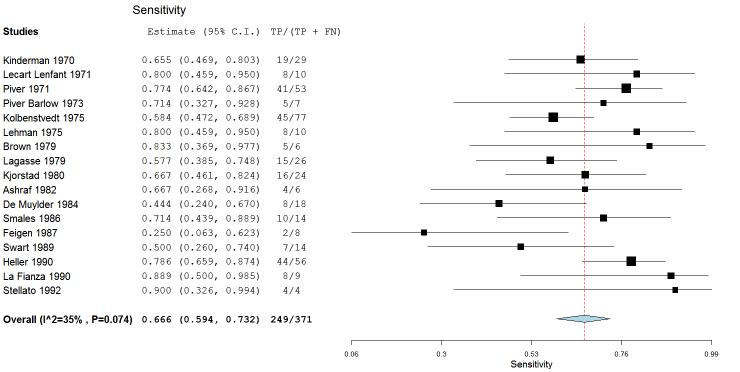 Sensitivity
Studies Estimate (95% C.I.) TP/(TP + FN)
Kinderman 1970 0.655 (0.469, 0.803) 19/29
Lecart Lenfant 1971 0.800 (0.459, 0.950) 8/10
Piver 1971 0.774 (0.642, 0.867) 41/53
Piver Barlow 1973 0.714 (0.327, 0.928) 5/7
Kolbenstvedt 1975 0.584 (0.472, 0.689) 45/77
Lehman 1975 0.800 (0.459, 0.950) 8/10
Brown 1979 0.833 (0.369, 0.977) 5/6
Lagasse 1979 0.577 (0.385, 0.748) 15/26
Kjorstad 1980 0.667 (0.461, 0.824) 16/24
Ashraf 1982 0.667 (0.268, 0.916) 4/6
De Muylder 1984 0.444 (0.240, 0.670) 8/18
Smales 1986 0.714 (0.439, 0.889) 10/14
Feigen 1987 0.250 (0.063, 0.623) 2/8
Swart 1989 0.500 (0.260, 0.740) 7/14
Heller 1990 0.786 (0.659, 0.874) 44/56
La Fianza 1990 0.889 (0.500, 0.985) 8/9
Stellato 1992 0.900 (0.326, 0.994) 4/4
Overall (I^2=35% , P=0.074) 0.666 (0.594, 0.732) 249/371
0.06 0.3 0.53 0.76 0.99
Sensitivity